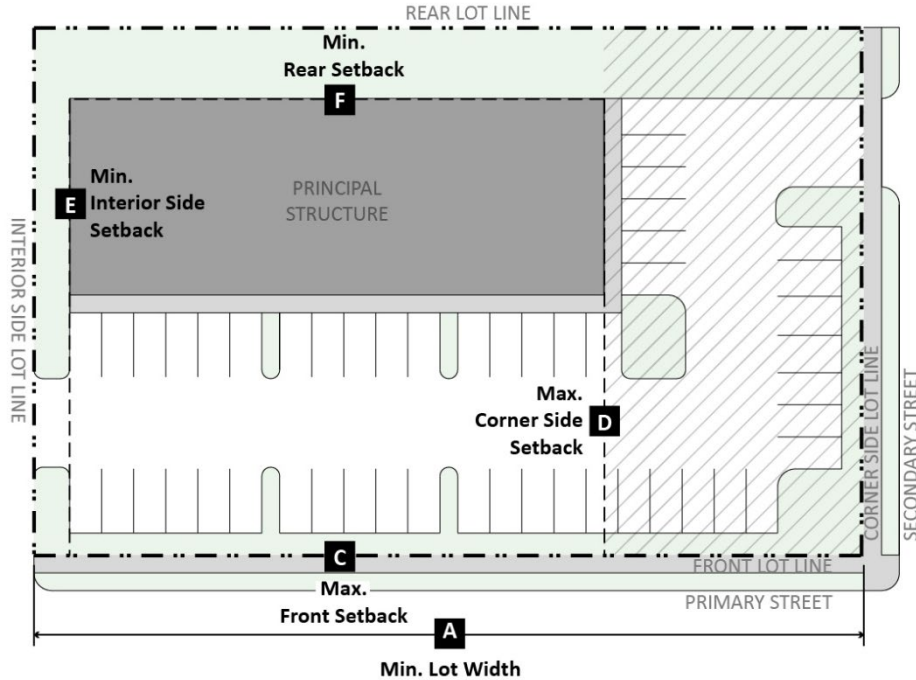 REAR LOT LINE
Min.
Rear Setback
F
Min.
E
Interior Side
Setback
PRINCIPAL
STRUCTURE
INTERIOR SIDE LOT LINE
Max.
Corner Side
D
Setback
CORNER SIDE LOT LINE
SECONDARY STREET
C
FRONT LOT LINE
Max.
Front Setback
PRIMARY STREET
A
Min. Lot Width